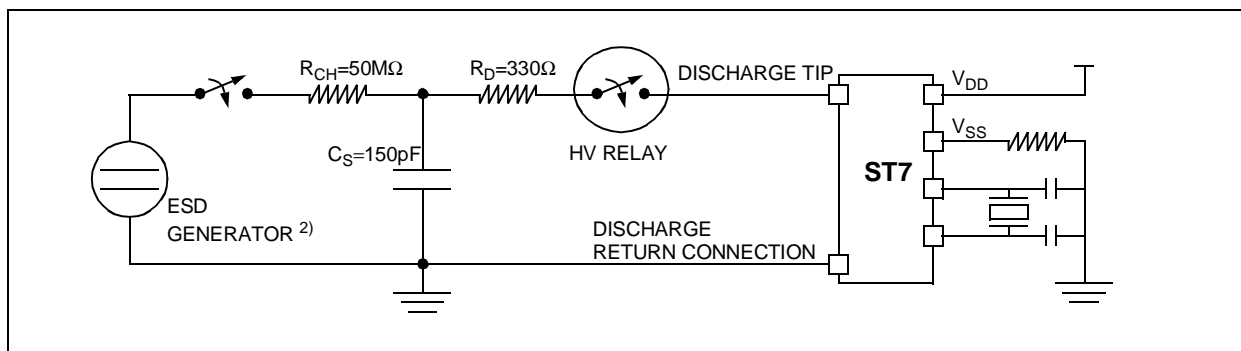 R_CH=50MΩ
R_D=330Ω
DISCHARGE TIP
V_DD
V_SS
HV RELAY
C_S=150pF
ST7
ESD
GENERATOR 2)
DISCHARGE
RETURN CONNECTION